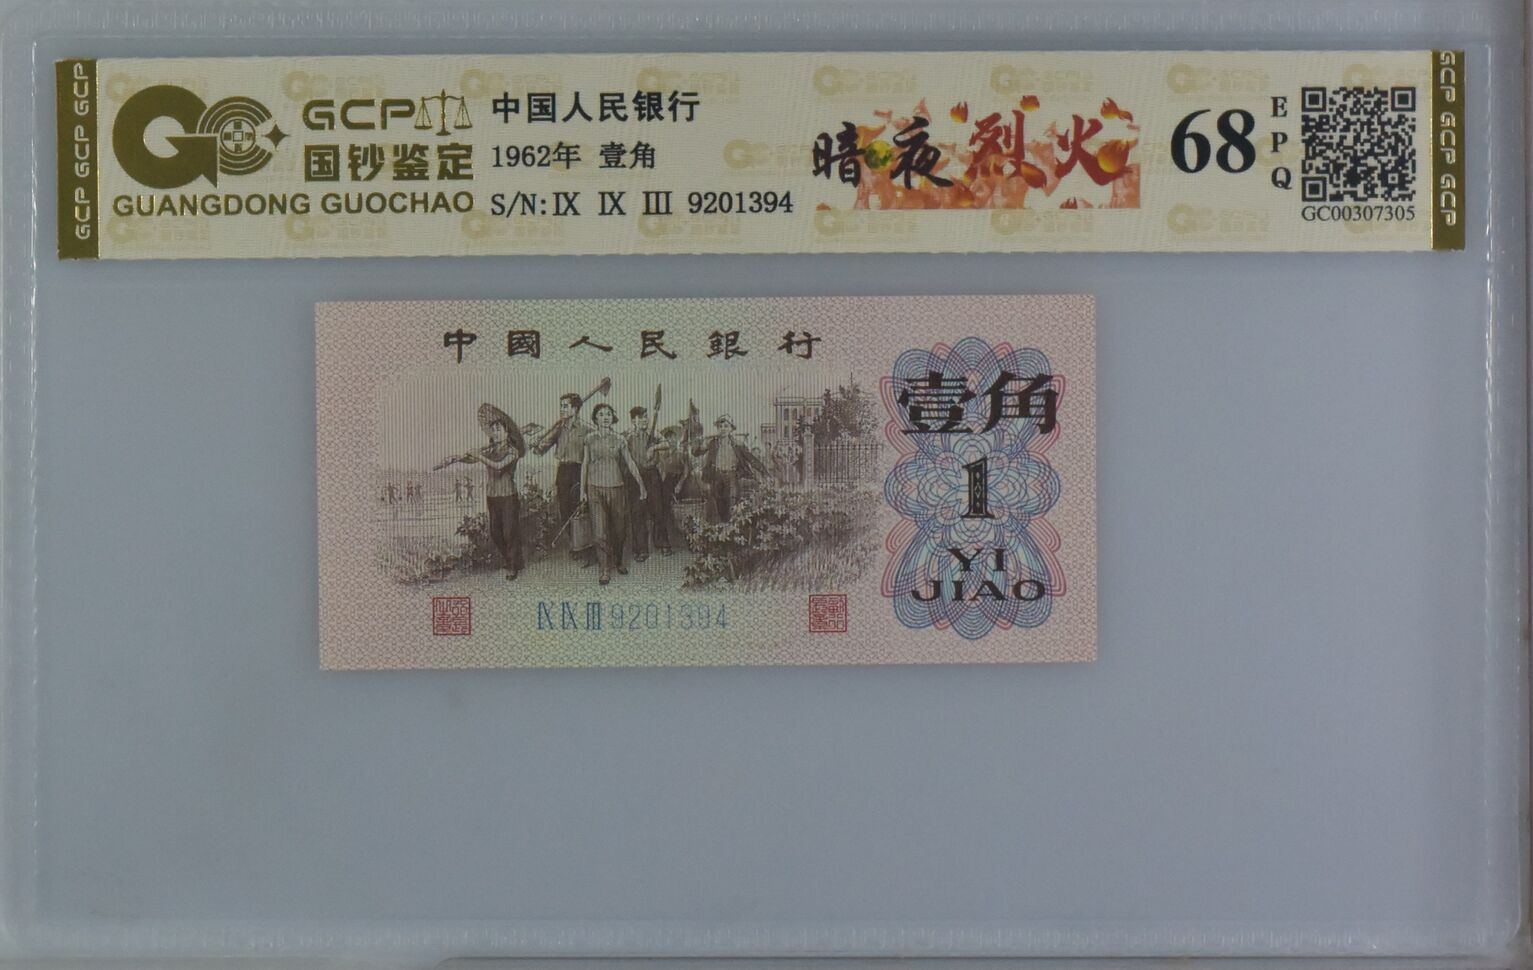 GCP GCP GCP
GCP
国钞鉴定
GUANGDONG GUOCHAO
中国人民银行
1962年 壹角
S/N: IX IX III 9201394
暗夜烈火
68
EPQ
GC00307305
GCP GCP GCP
中國人民銀行
壹角
1
YI
JIAO
IX IX III 9201394